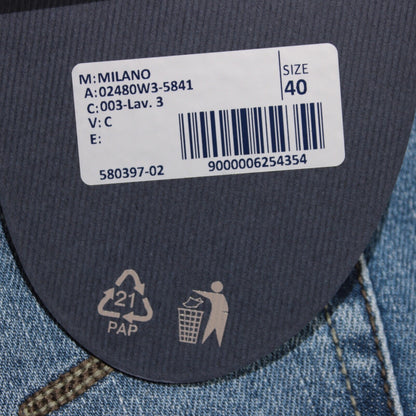 M: MILANO
A: 02480W3-5841
C: 003-Lav. 3
V: C
E:
SIZE
40
580397-02
9000006254354
21
PAP